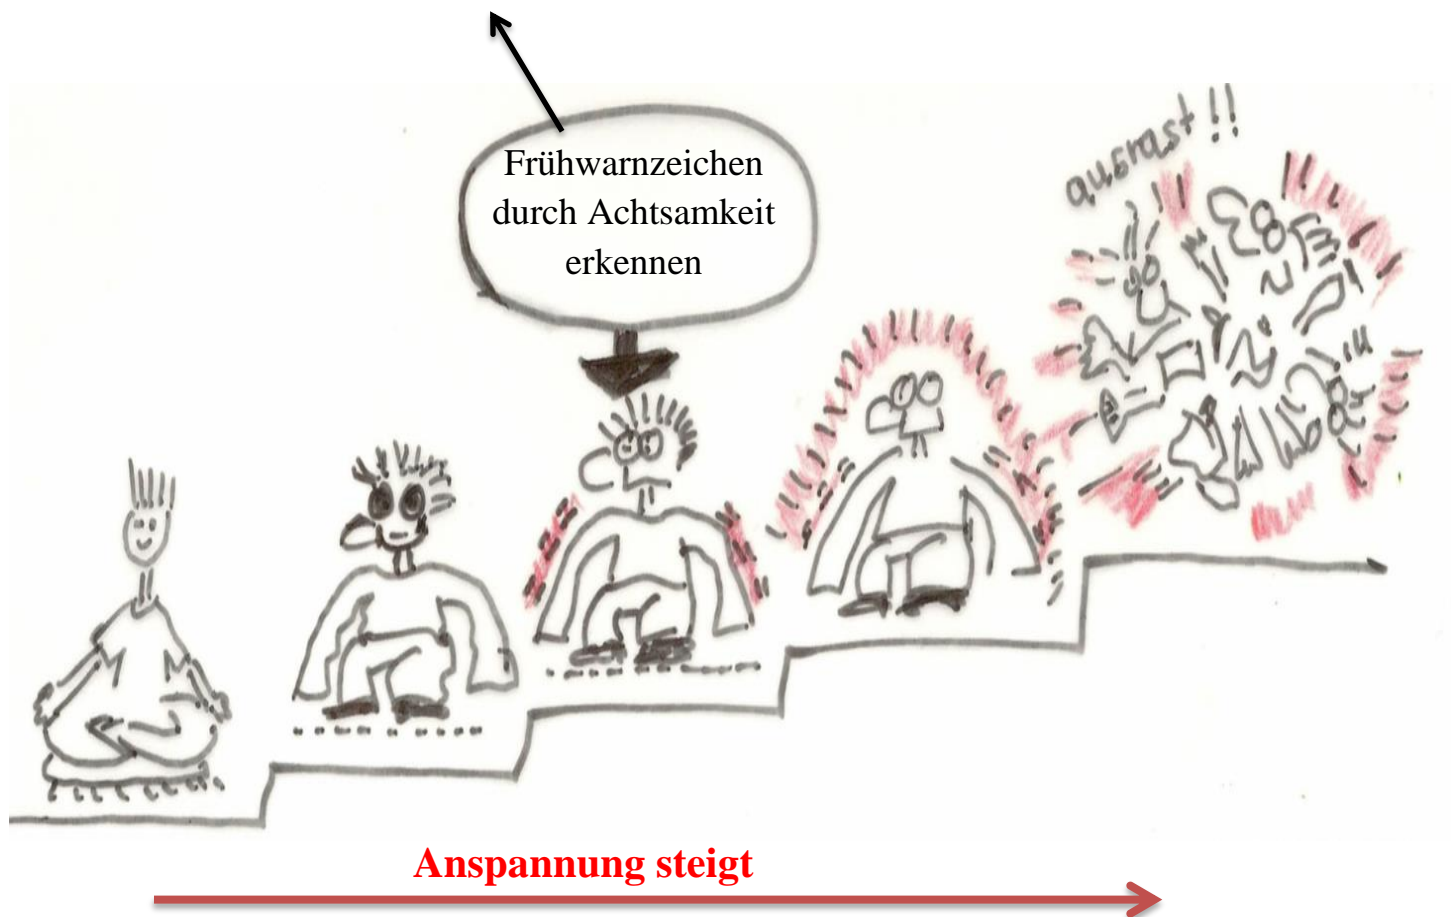 ausrast!!
Frühwarnzeichen
durch Achtsamkeit
erkennen
Anspannung steigt